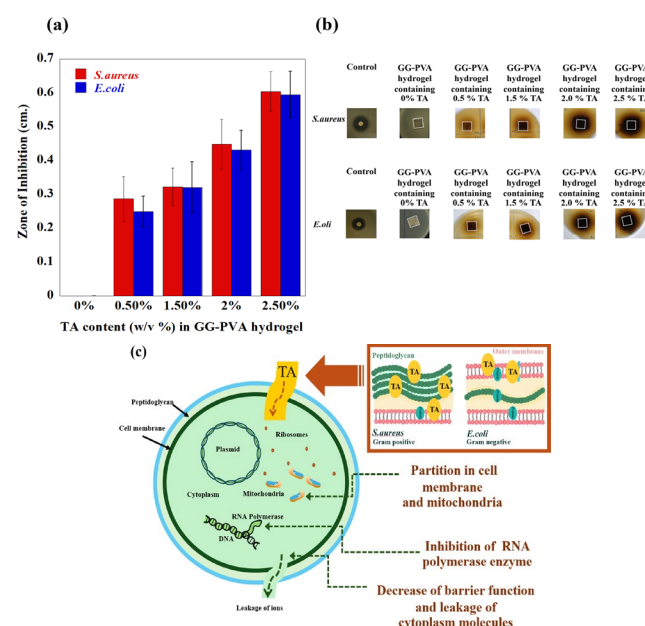 (a)
0.7
0.6
0.5
0.4
0.3
0.2
0.1
0
Zone of Inhibition (cm.)
S.aureus
E.coli
0%
0.50%
1.50%
2%
2.50%
TA content (w/v %) in GG-PVA hydrogel
(b)
Control
GG-PVA
hydrogel
containing
0% TA
GG-PVA
hydrogel
containing
0.5 % TA
GG-PVA
hydrogel
containing
1.5 % TA
GG-PVA
hydrogel
containing
2.0 % TA
GG-PVA
hydrogel
containing
2.5 % TA
S.aureus
Control
GG-PVA
hydrogel
containing
0% TA
GG-PVA
hydrogel
containing
0.5 % TA
GG-PVA
hydrogel
containing
1.5 % TA
GG-PVA
hydrogel
containing
2.0 % TA
GG-PVA
hydrogel
containing
2.5 % TA
E.oli
(c)
TA
Peptidoglycan
Cell membrane
Plasmid
Ribosomes
Cytoplasm
Mitochondria
RNA Polymerase
DNA
Leakage of ions
Peptidoglycan
TA
TA
TA
TA
S.aureus
Gram positive
Outer membrane
TA
TA
E.coli
Gram negative
Partition in cell
membrane
and mitochondria
Inhibition of RNA
polymerase enzyme
Decrease of barrier function
and leakage of
cytoplasm molecules